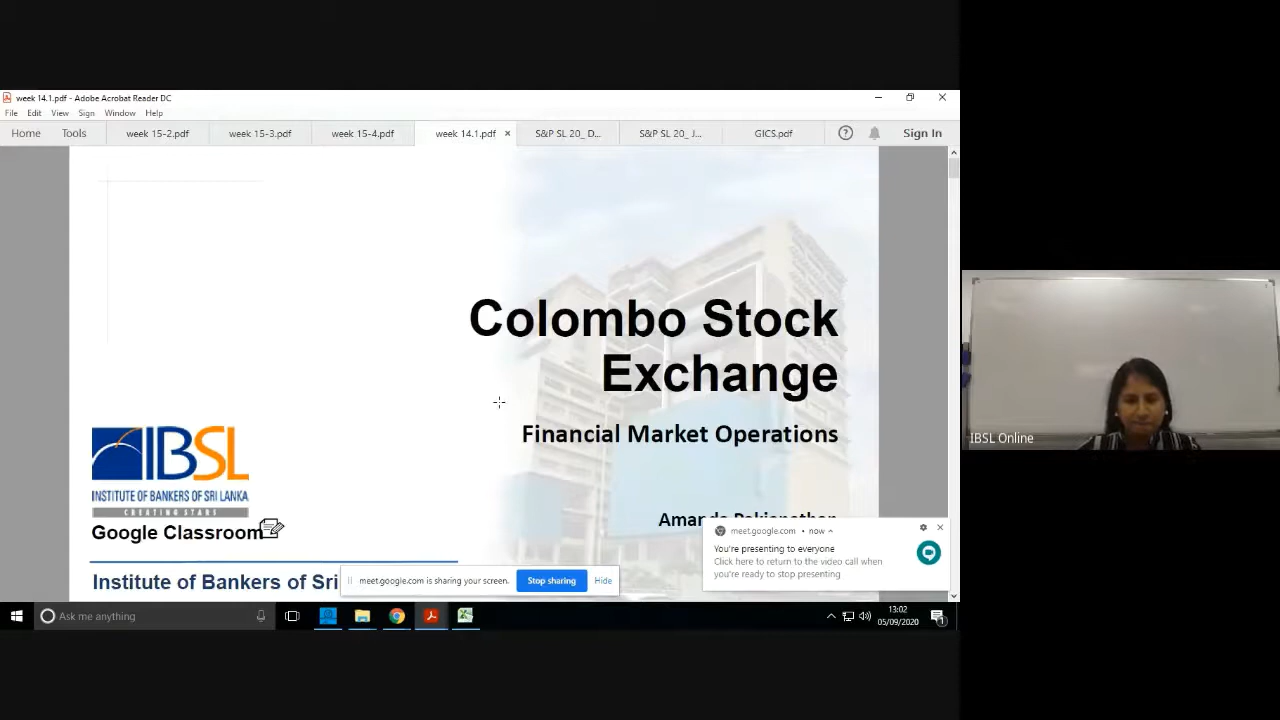 week 14.1.pdf - Adobe Acrobat Reader DC
File Edit View Sign Window Help
Home Tools week 15-2.pdf week 15-3.pdf week 15-4.pdf week 14.1.pdf × S&P SL 20_ D... S&P SL 20_ J... GICS.pdf Sign In
Colombo Stock
Exchange
Financial Market Operations
IBSL
INSTITUTE OF BANKERS OF SRI LANKA
CREATING STARS
Google Classroom
Institute of Bankers of Sri
meet.google.com • now
You're presenting to everyone
Click here to return to the video call when
you're ready to stop presenting
meet.google.com is sharing your screen. Stop sharing Hide
Ask me anything
13:02
05/09/2020
1
IBSL Online